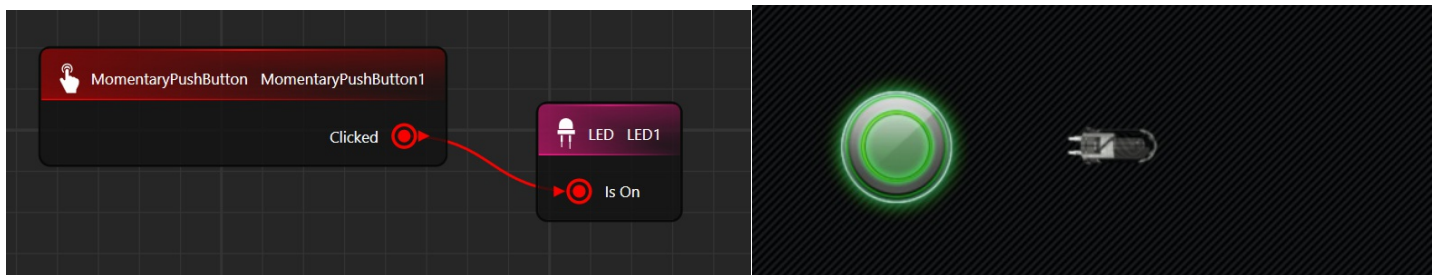 MomentaryPushButton MomentaryPushButton1
Clicked
LED LED1
Is On